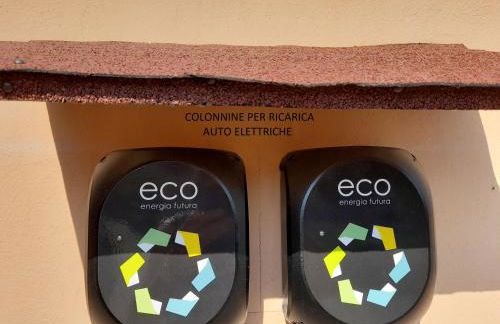 COLONNINE PER RICARICA
AUTO ELETTRICHE
eco
energia futura
eco
energia futura